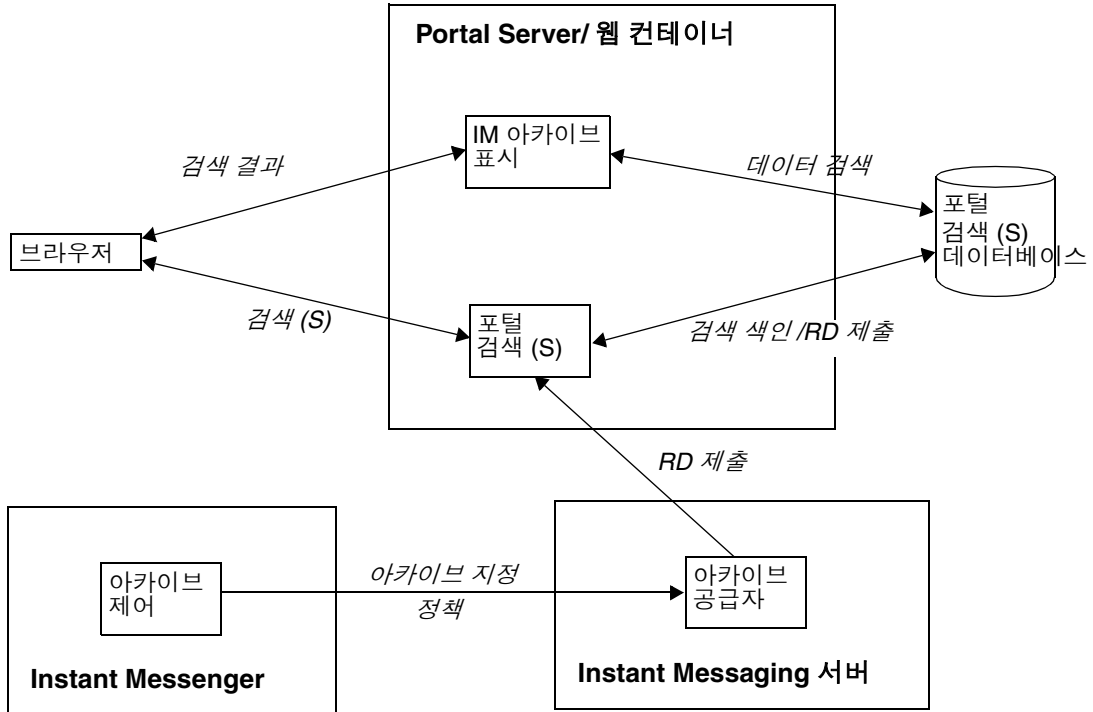 Portal Server/ 웹 컨테이너
IM 아카이브
표시
검색 결과
데이터 검색
포털
검색 (S)
데이터베이스
브라우저
검색 (S)
포털
검색 (S)
검색 색인 /RD 제출
RD 제출
아카이브
제어
아카이브 지정
정책
아카이브
공급자
Instant Messenger
Instant Messaging 서버